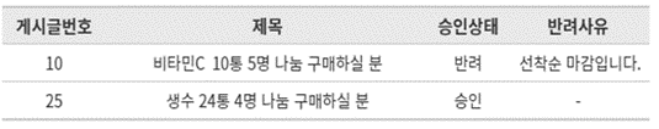 게시글번호 제목 승인상태 반려사유
10 비타민C 10통 5명 나눔 구매하실 분 반려 선착순 마감입니다.
25 생수 24통 4명 나눔 구매하실 분 승인 -